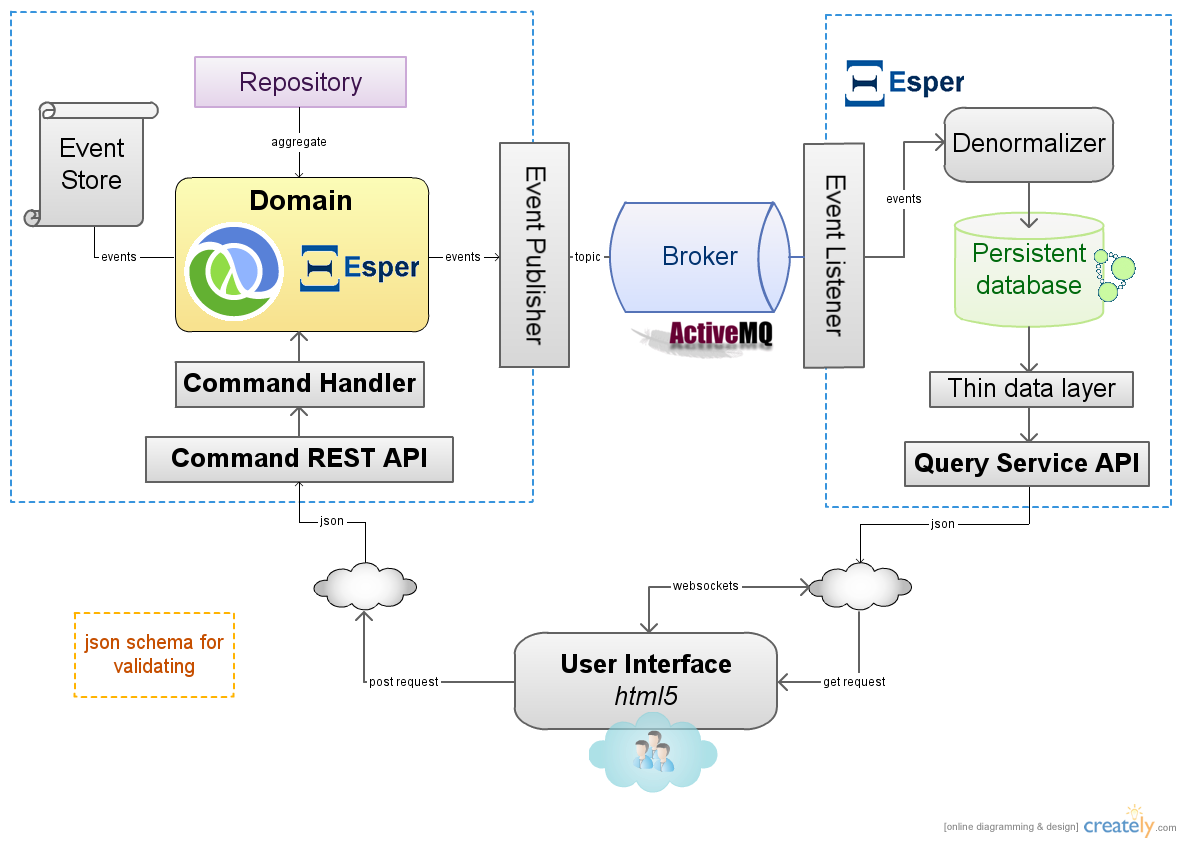 Repository
aggregate
Event
Store
events
Domain
Esper
events
Event Publisher
topic
Broker
ActiveMQ
Event Listener
events
Esper
Denormalizer
Persistent
database
Thin data layer
Query Service API
Command Handler
Command REST API
json
json
websockets
post request
get request
User Interface
html5
json schema for
validating
[online diagramming & design] creately.com